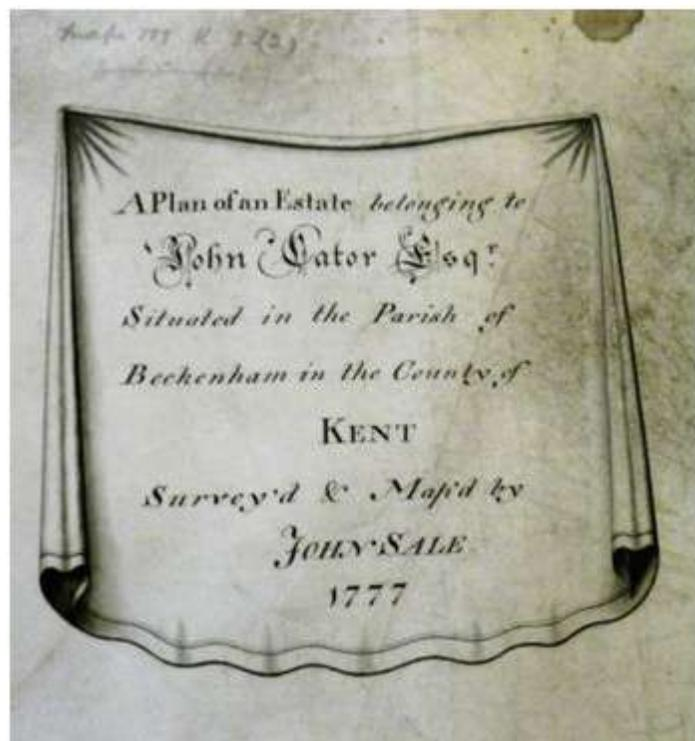 A Plan of an Estate belonging to
John Cator Esqr.
Situated in the Parish of
Beckenham in the County of
KENT
Survey'd & Map'd by
JOHN SALE
1777